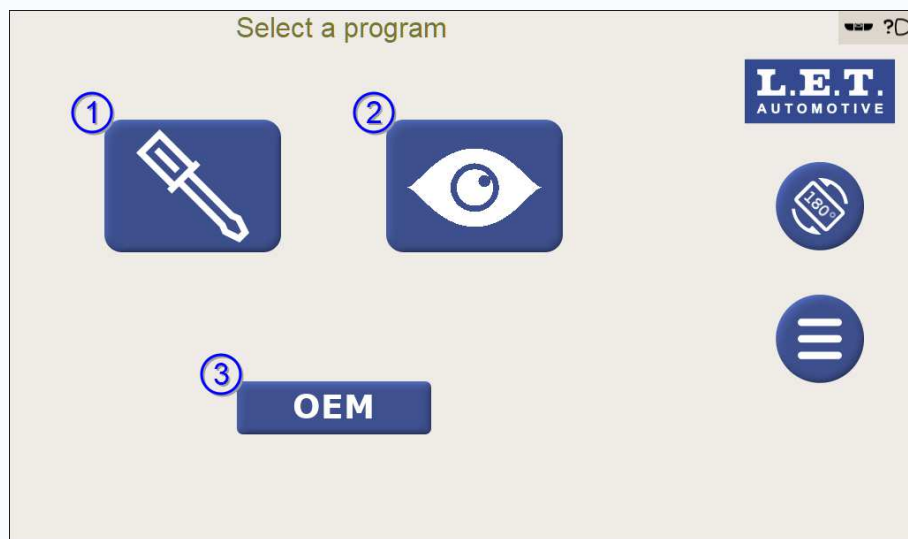 Select a program
?
L.E.T.
AUTOMOTIVE
1
2
180°
3
OEM